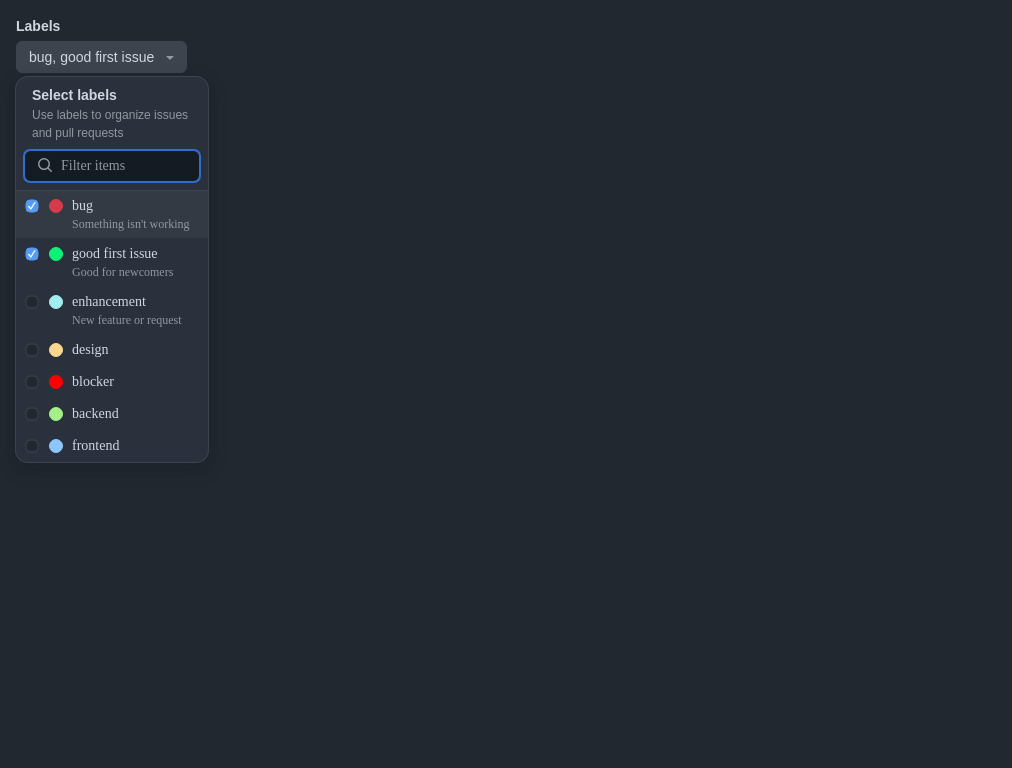 Labels
bug, good first issue
Select labels
Use labels to organize issues
and pull requests
Filter items
bug
Something isn't working
good first issue
Good for newcomers
enhancement
New feature or request
design
blocker
backend
frontend